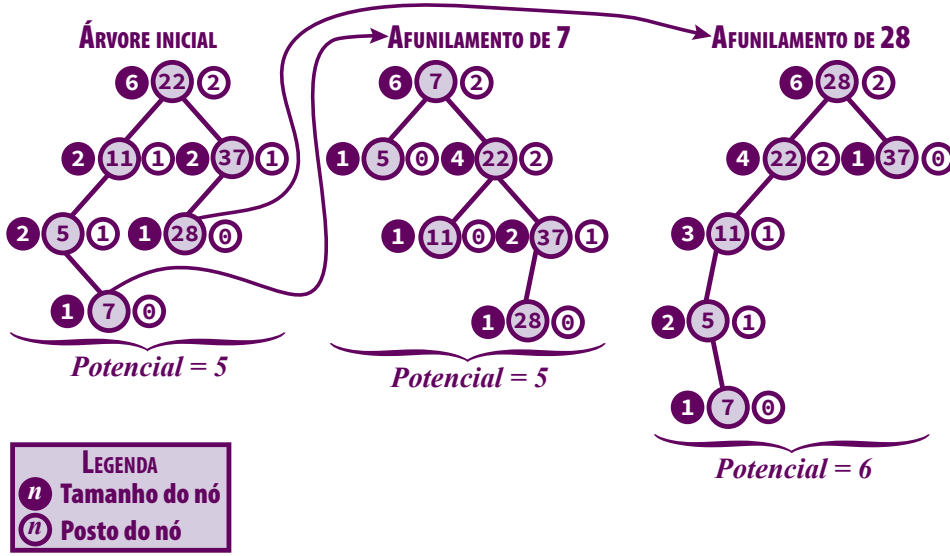 ÁRVORE INICIAL
6 22 2
2 11 1 2 37 1
2 5 1 1 28 0
1 7 0
Potencial = 5
AFUNILAMENTO DE 7
6 7 2
1 5 0 4 22 2
1 11 0 2 37 1
1 28 0
Potencial = 5
AFUNILAMENTO DE 28
6 28 2
4 22 2 1 37 0
3 11 1
2 5 1
1 7 0
Potencial = 6
LEGENDA
n Tamanho do nó
n Posto do nó